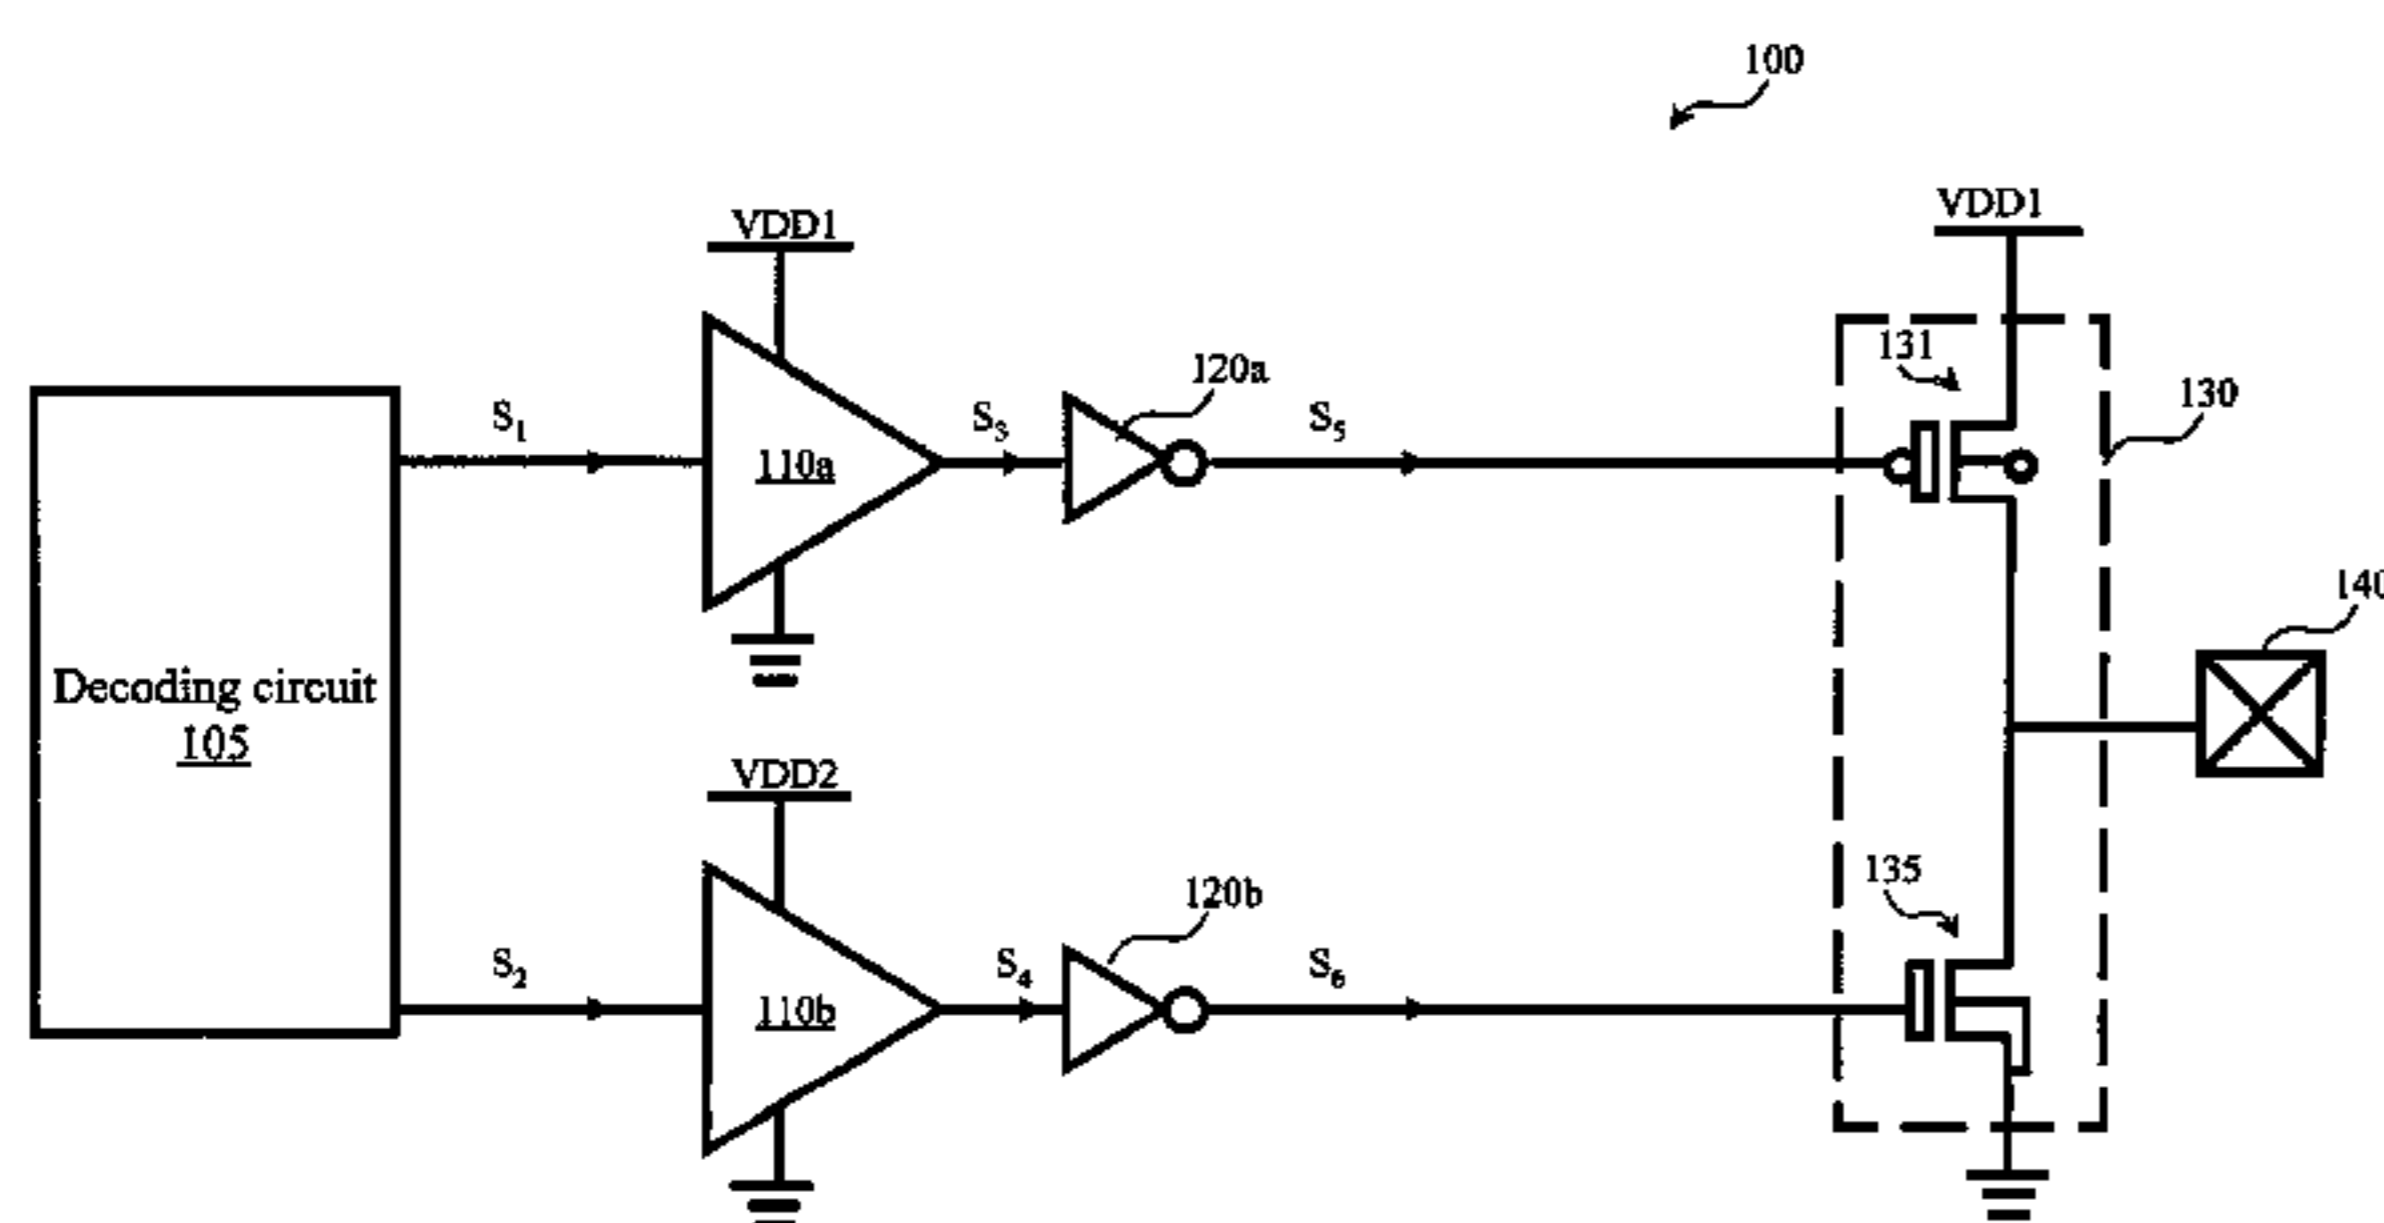 100
VDD1
VDD1
131
120a
130
S1
S3
S5
110a
140
Decoding circuit
105
VDD2
135
120b
S2
S4
S6
110b